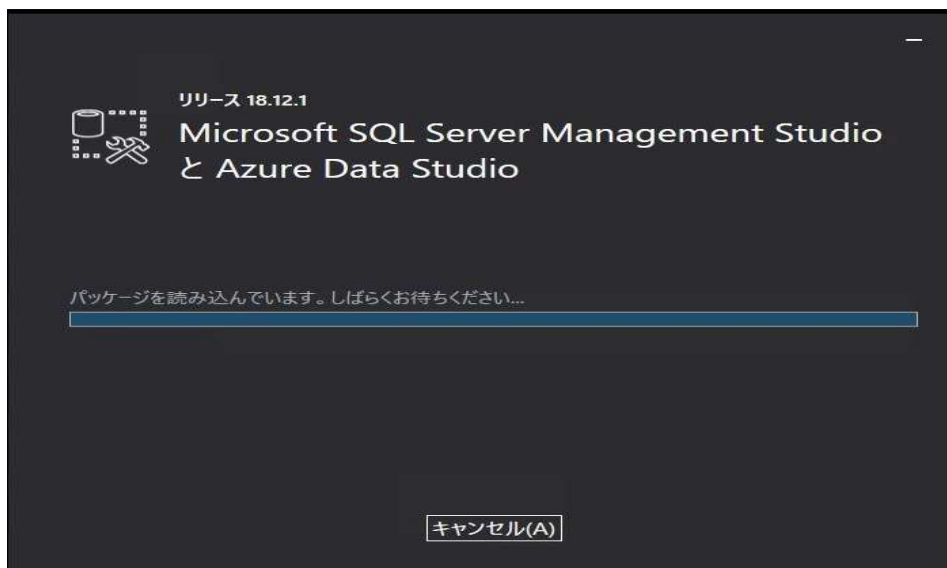 リリース 18.12.1
Microsoft SQL Server Management Studio
と Azure Data Studio
パッケージを読み込んでいます。しばらくお待ちください...
キャンセル(A)